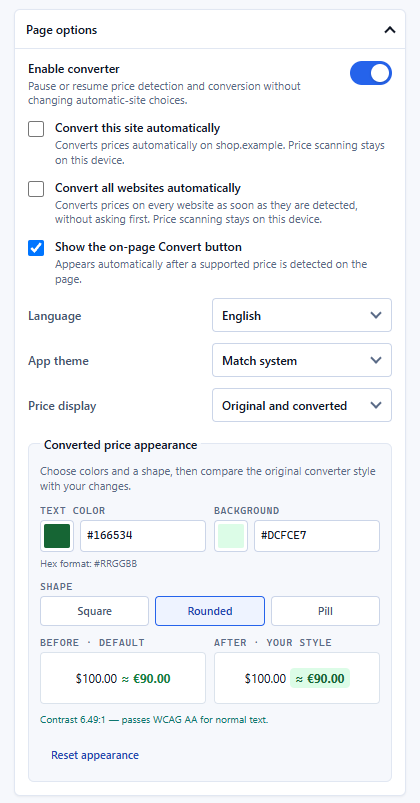 Page options
Enable converter
Pause or resume price detection and conversion without
changing automatic-site choices.
Convert this site automatically
Converts prices automatically on shop.example. Price scanning stays
on this device.
Convert all websites automatically
Converts prices on every website as soon as they are detected,
without asking first. Price scanning stays on this device.
Show the on-page Convert button
Appears automatically after a supported price is detected on the
page.
Language English
App theme Match system
Price display Original and converted
Converted price appearance
Choose colors and a shape, then compare the original converter style
with your changes.
TEXT COLOR BACKGROUND
#166534 #DCFCE7
Hex format: #RRGGBB
SHAPE
Square Rounded Pill
BEFORE · DEFAULT AFTER · YOUR STYLE
$100.00 ≈ €90.00 $100.00 ≈ €90.00
Contrast 6.49:1 — passes WCAG AA for normal text.
Reset appearance